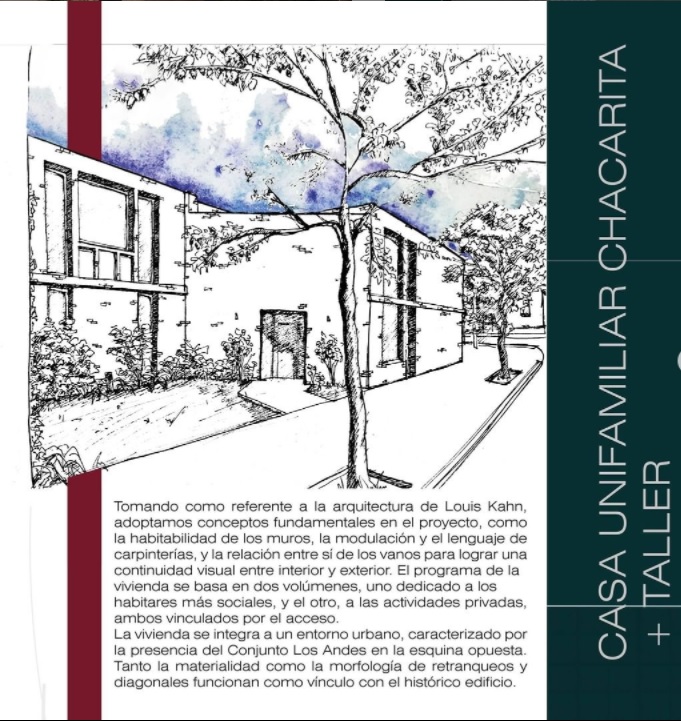 Tomando como referente a la arquitectura de Louis Kahn,
adoptamos conceptos fundamentales en el proyecto, como
la habitabilidad de los muros, la modulación y el lenguaje de
carpinterías, y la relación entre sí de los vanos para lograr una
continuidad visual entre interior y exterior. El programa de la
vivienda se basa en dos volúmenes, uno dedicado a los
habitares más sociales, y el otro, a las actividades privadas,
ambos vinculados por el acceso.
La vivienda se integra a un entorno urbano, caracterizado por
la presencia del Conjunto Los Andes en la esquina opuesta.
Tanto la materialidad como la morfología de retranqueos y
diagonales funcionan como vínculo con el histórico edificio.
CASA UNIFAMILIAR CHACARITA
+ TALLER